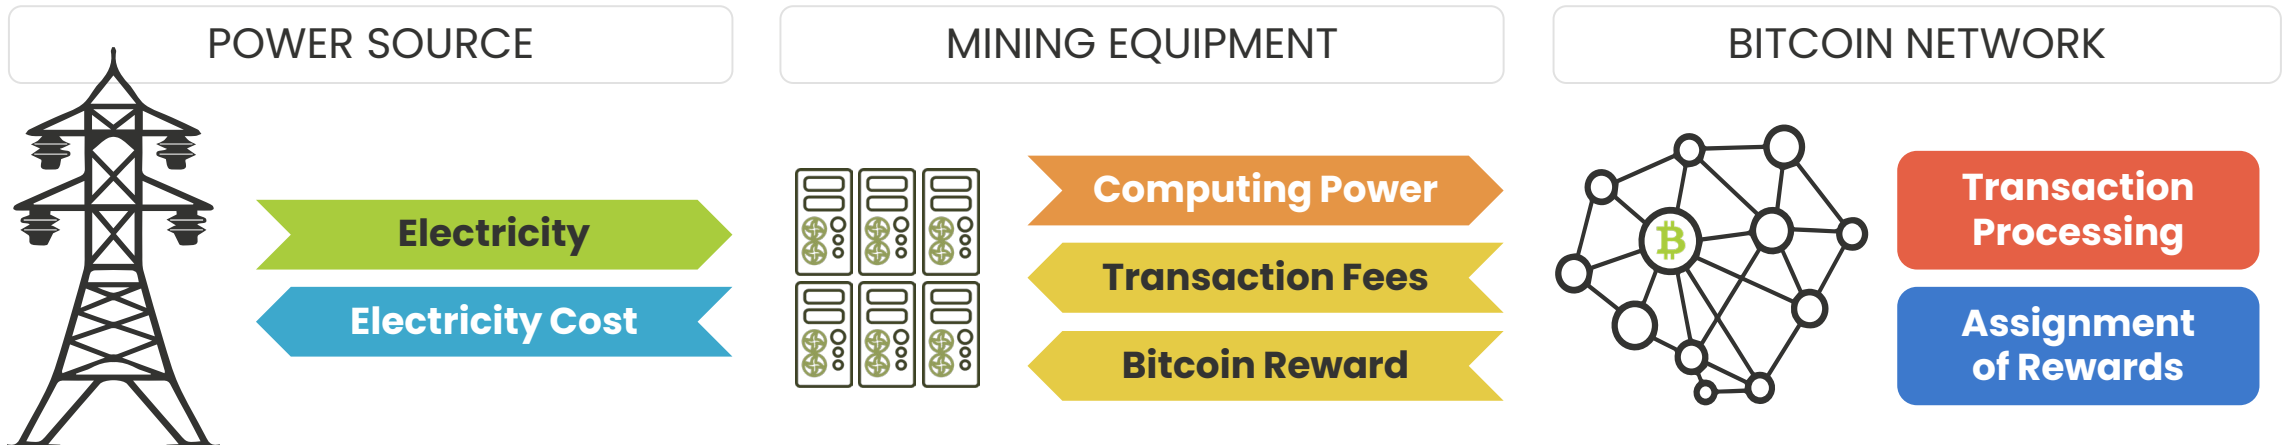 POWER SOURCE
MINING EQUIPMENT
BITCOIN NETWORK
Electricity
Electricity Cost
Computing Power
Transaction Fees
Bitcoin Reward
Transaction
Processing
Assignment
of Rewards